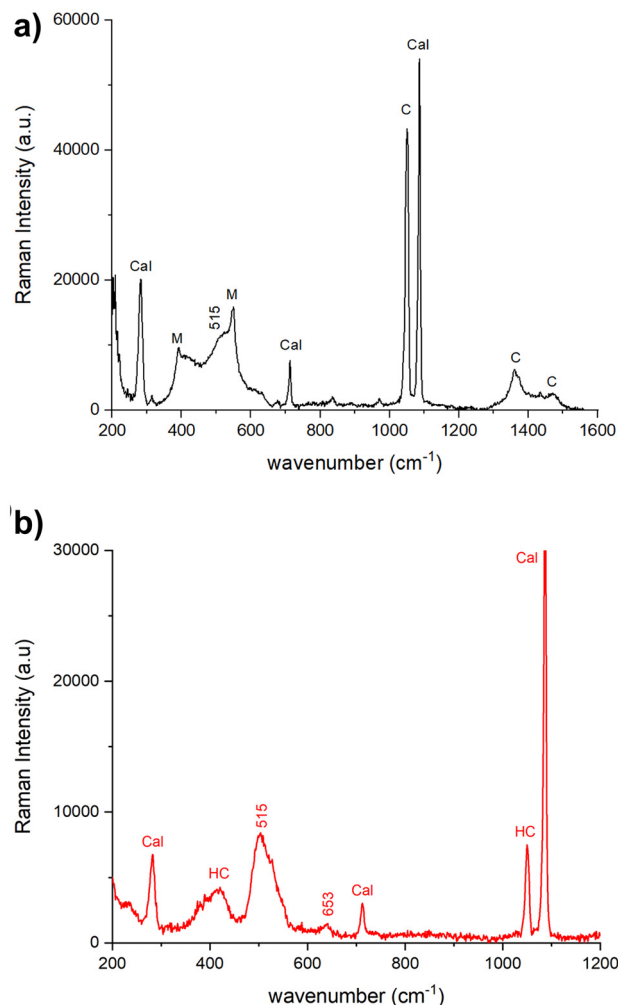 a)
60000
40000
20000
0
Raman Intensity (a.u.)
Cal
M
515
M
Cal
C
Cal
C
C
200 400 600 800 1000 1200 1400 1600
wavenumber (cm-1)
b)
30000
20000
10000
0
Raman Intensity (a.u)
Cal
HC
515
653
Cal
HC
Cal
200 400 600 800 1000 1200
wavenumber (cm-1)